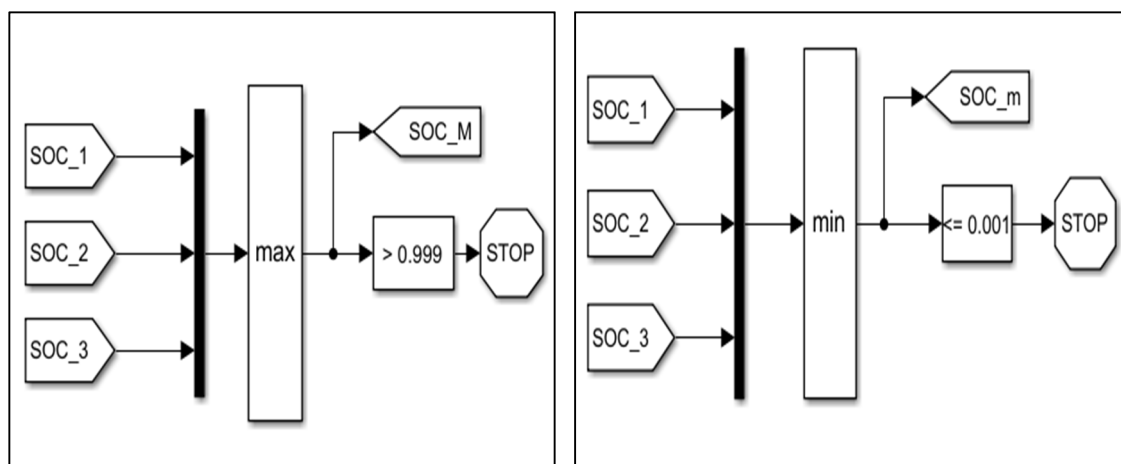 SOC_1
SOC_2
SOC_3
max
SOC_M
> 0.999
STOP
SOC_1
SOC_2
SOC_3
min
SOC_m
<= 0.001
STOP